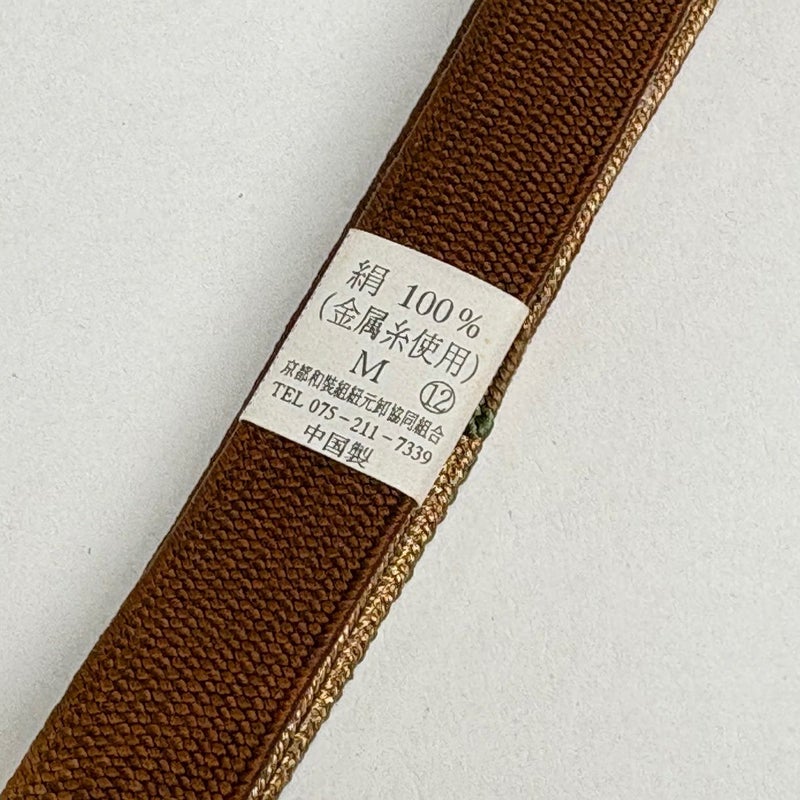 絹 100%
(金属糸使用)
M ⑫
京都和装組紐元卸協同組合
TEL 075-211-7339
中国製